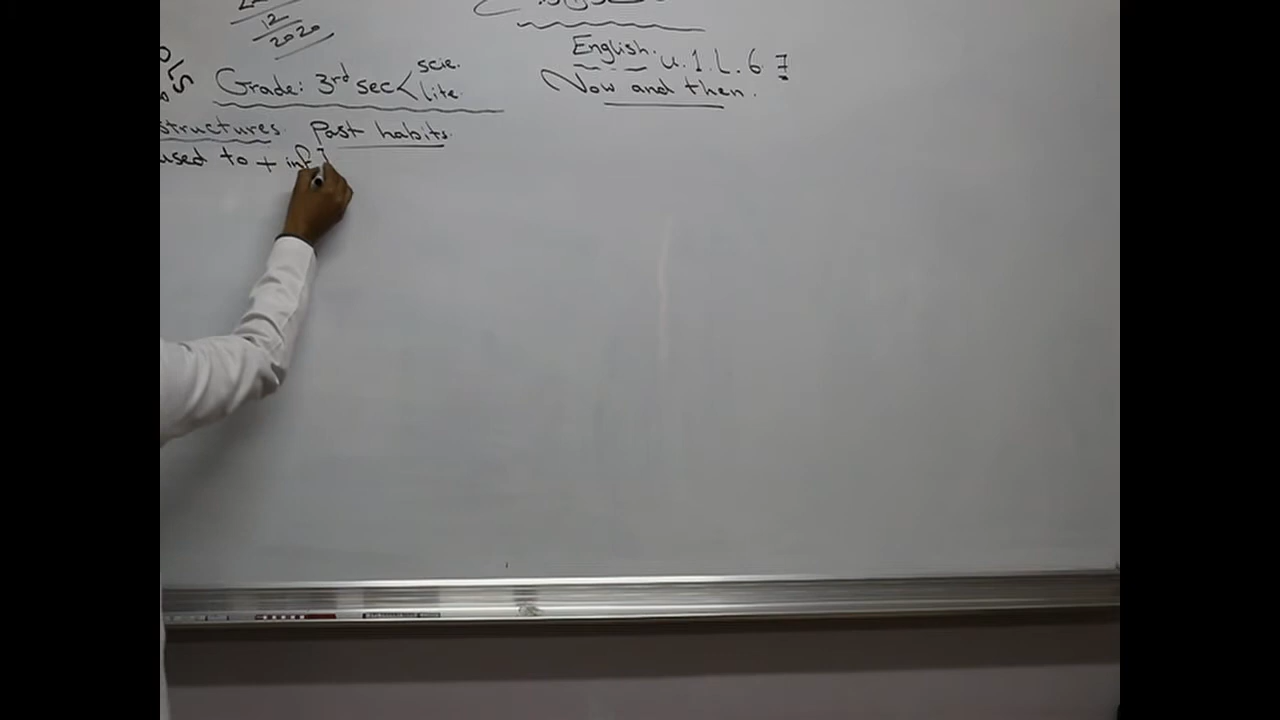 12
2020
English. u. 1. L. 6. 7
Grade: 3rd sec < scie.
lite.
Now and then.
structures. Past habits.
used to + inf.